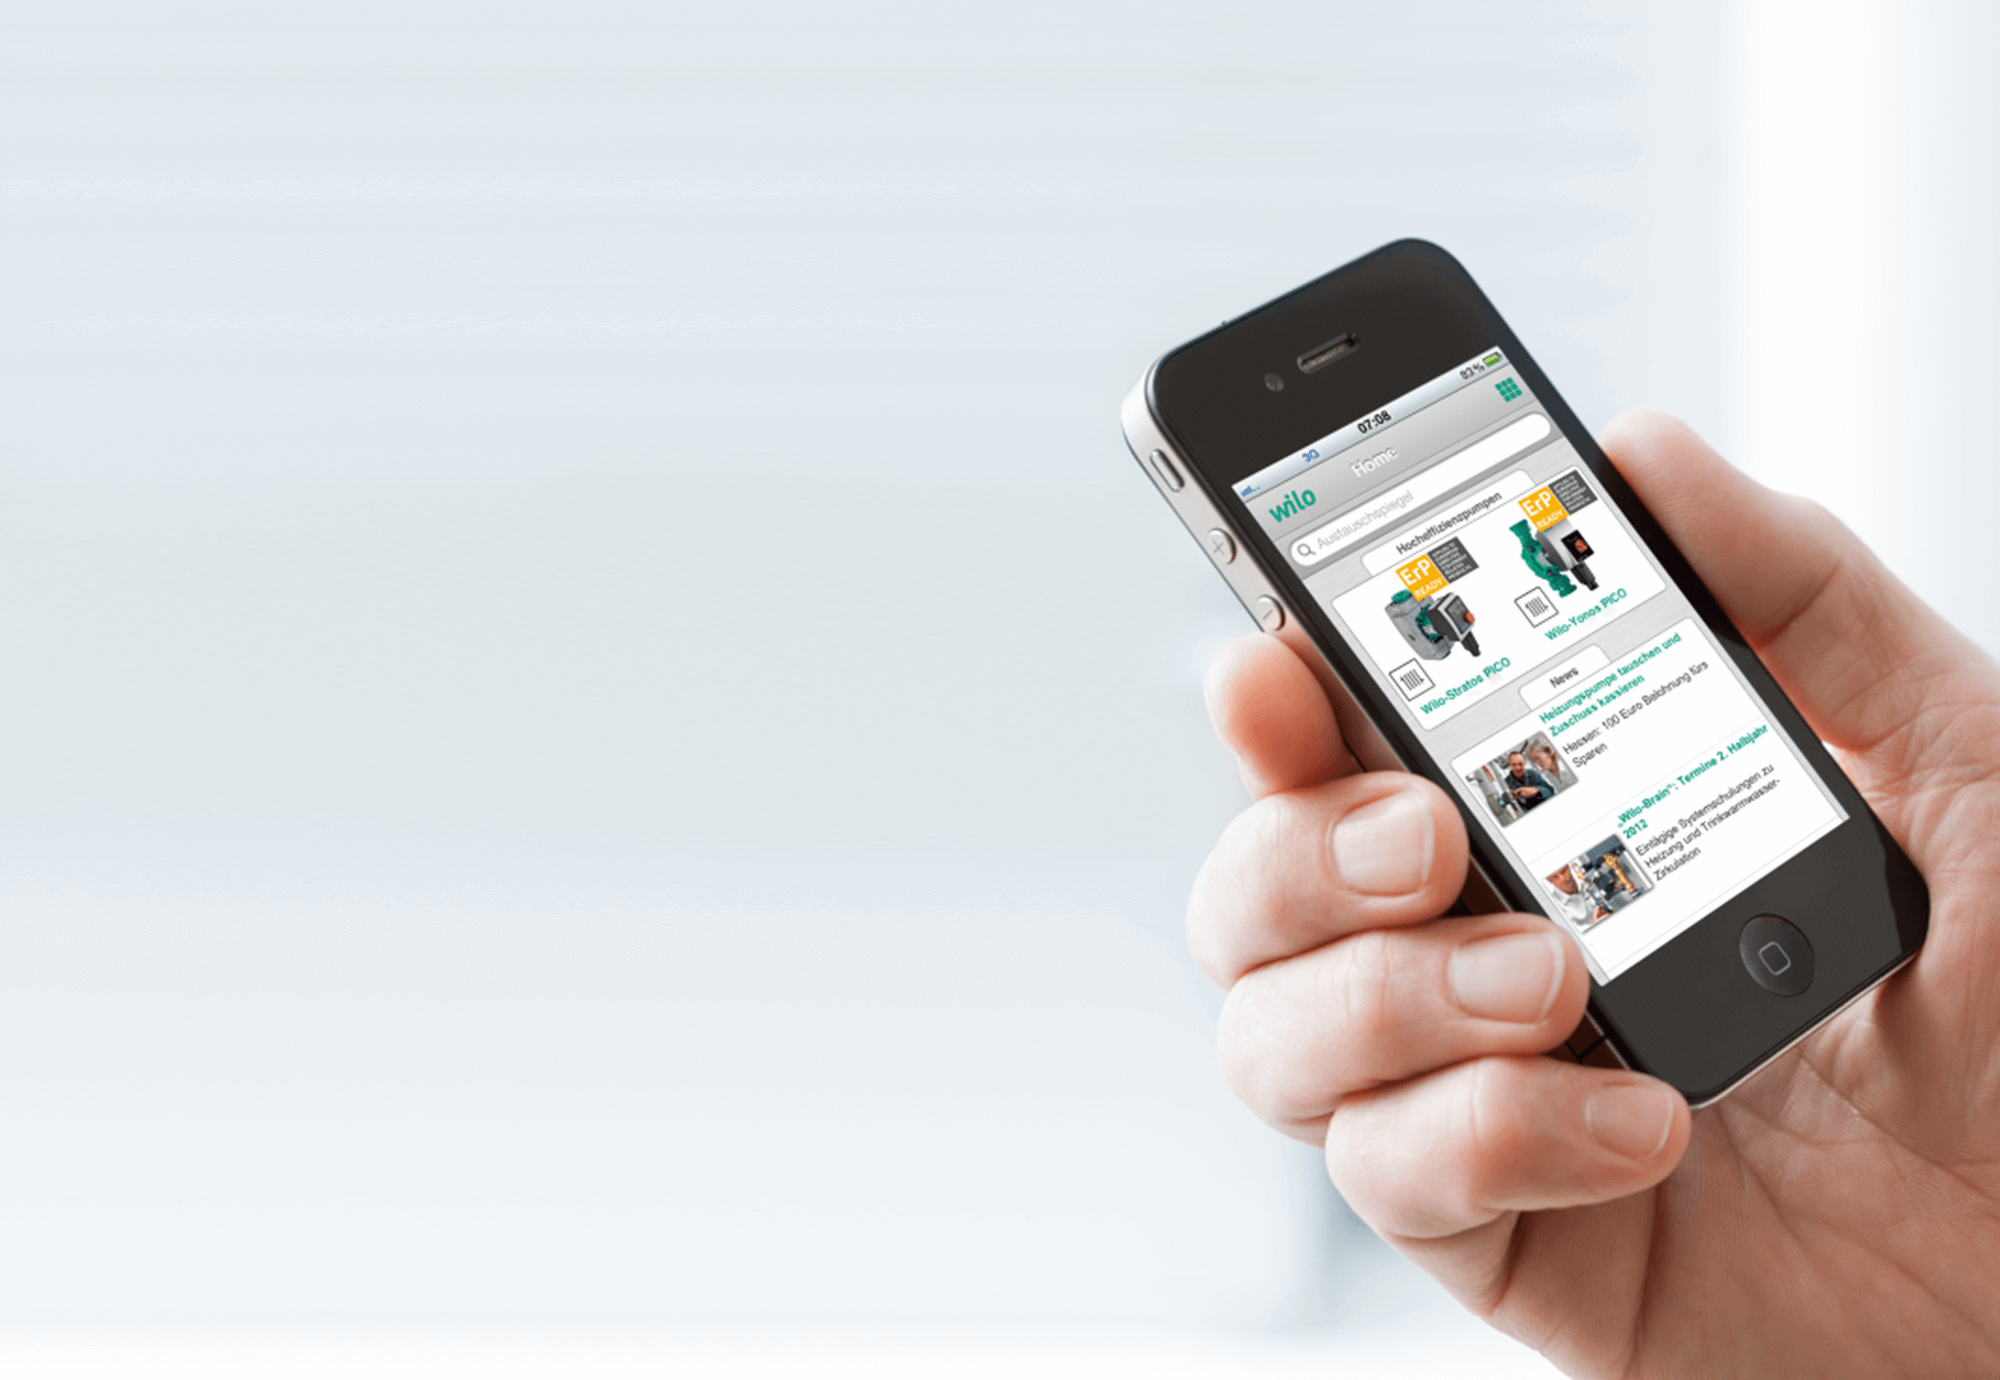 3G
07:08
83%
wilo
Home
Austauschspiegel
Hocheffizienzpumpen
ErP
READY
ErP
READY
Wilo-Stratos PICO
Wilo-Yonos PICO
News
Heizungspumpe tauschen und
Zuschuss kassieren
Hessen: 100 Euro Belohnung fürs
Sparen
„Wilo-Brain“: Termine 2. Halbjahr
2012
Eintägige Systemschulungen zu
Heizung und Trinkwarmwasser-
Zirkulation